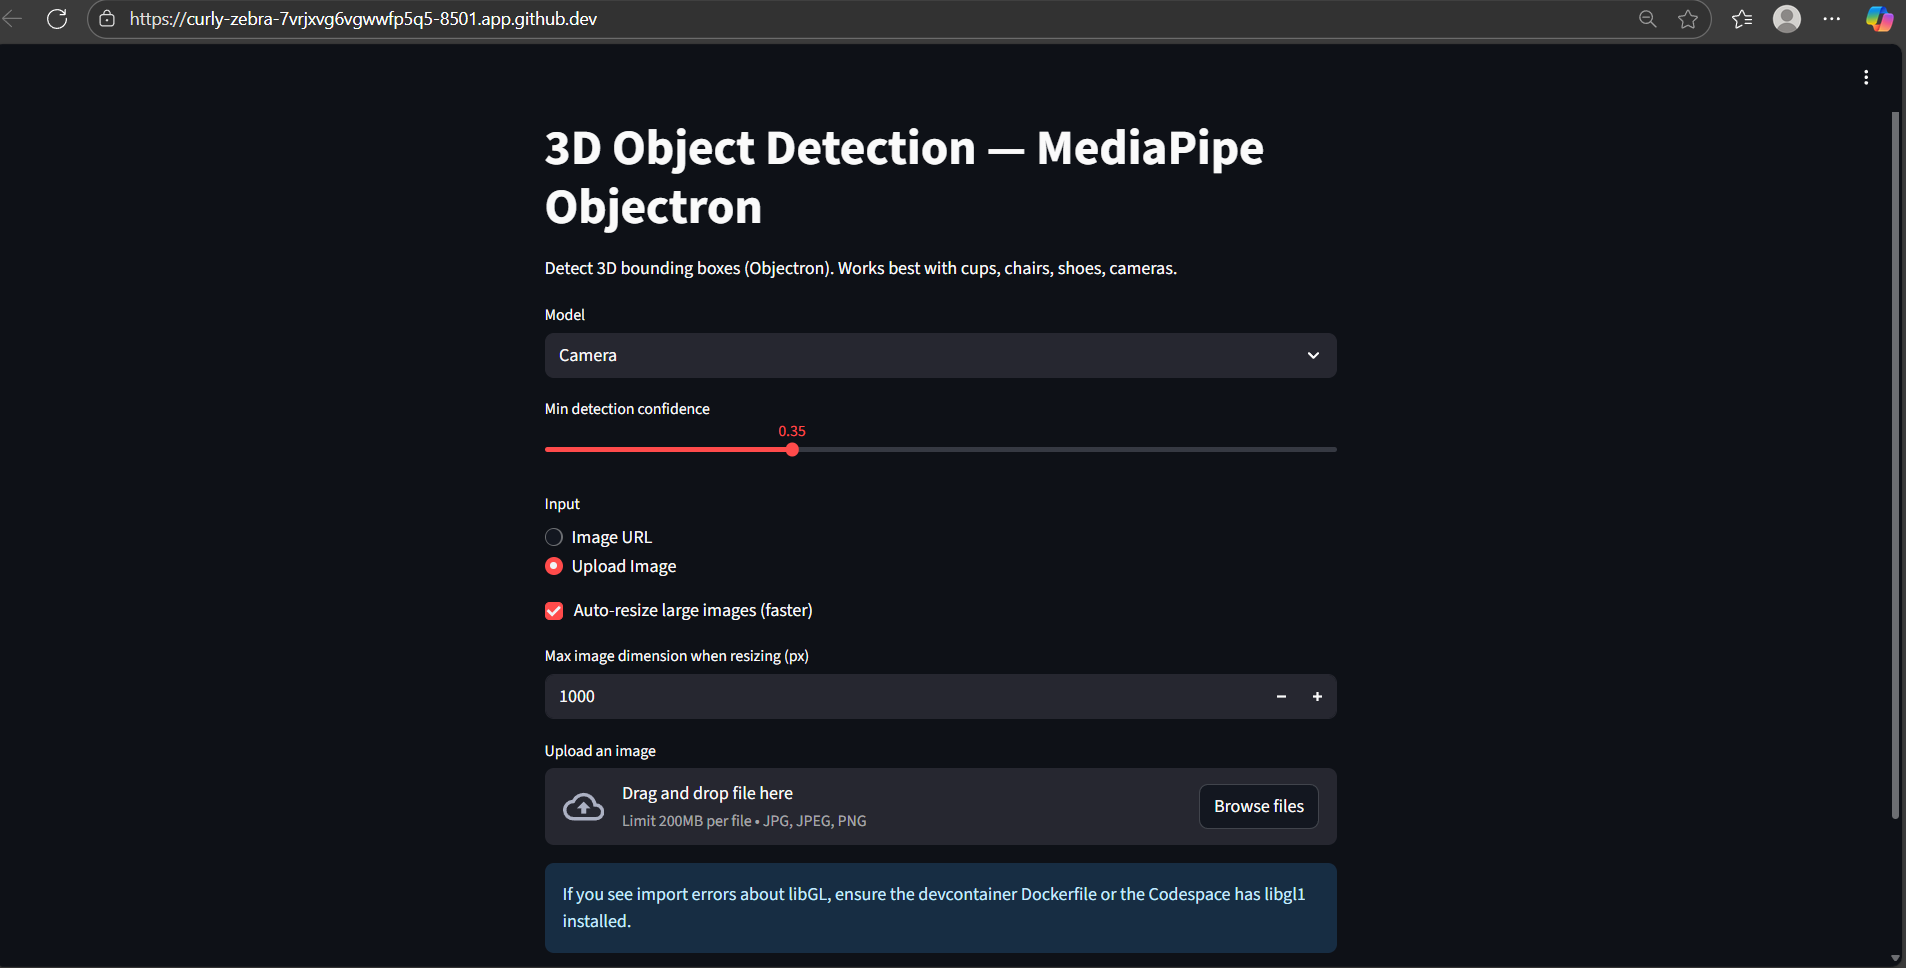 https://curly-zebra-7vrjxvg6vgwwfp5q5-8501.app.github.dev
3D Object Detection — MediaPipe
Objectron
Detect 3D bounding boxes (Objectron). Works best with cups, chairs, shoes, cameras.
Model
Camera
Min detection confidence
0.35
Input
Image URL
Upload Image
Auto-resize large images (faster)
Max image dimension when resizing (px)
1000
Upload an image
Drag and drop file here
Limit 200MB per file • JPG, JPEG, PNG
Browse files
If you see import errors about libGL, ensure the devcontainer Dockerfile or the Codespace has libgl1
installed.